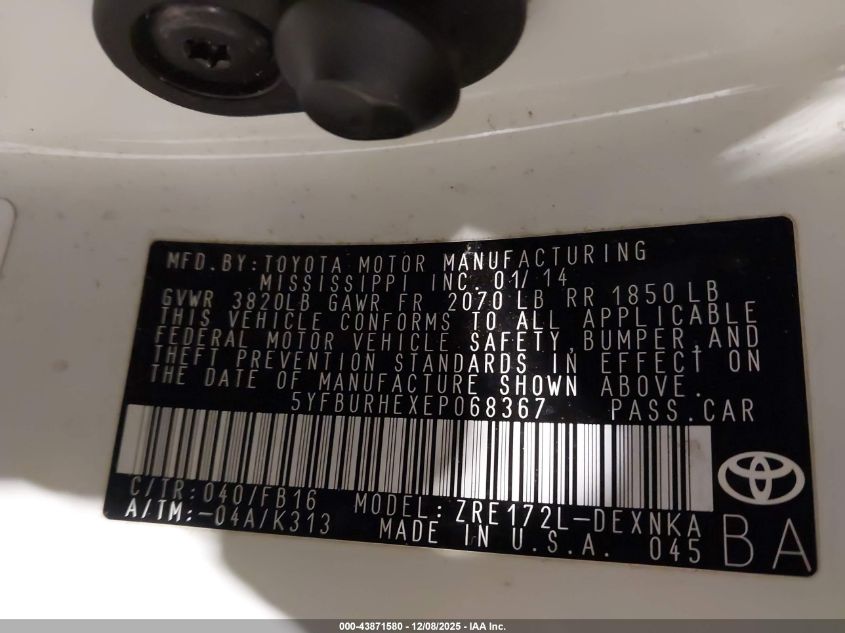 MFD.BY:TOYOTA MOTOR MANUFACTURING
MISSISSIPPI INC. 01/14
GVWR 3820LB GAWR FR 2070 LB RR 1850 LB
THIS VEHICLE CONFORMS TO ALL APPLICABLE
FEDERAL MOTOR VEHICLE SAFETY, BUMPER, AND
THEFT PREVENTION STANDARDS IN EFFECT ON
THE DATE OF MANUFACTURE SHOWN ABOVE.
5YFBURHEXEP068367 PASS.CAR
C/TR:040/FB16 MODEL:ZRE172L-DEXNKA
A/TM:-04A/K313 MADE IN U.S.A. 045
BA
000-43871580 - 12/08/2025 - IAA Inc.